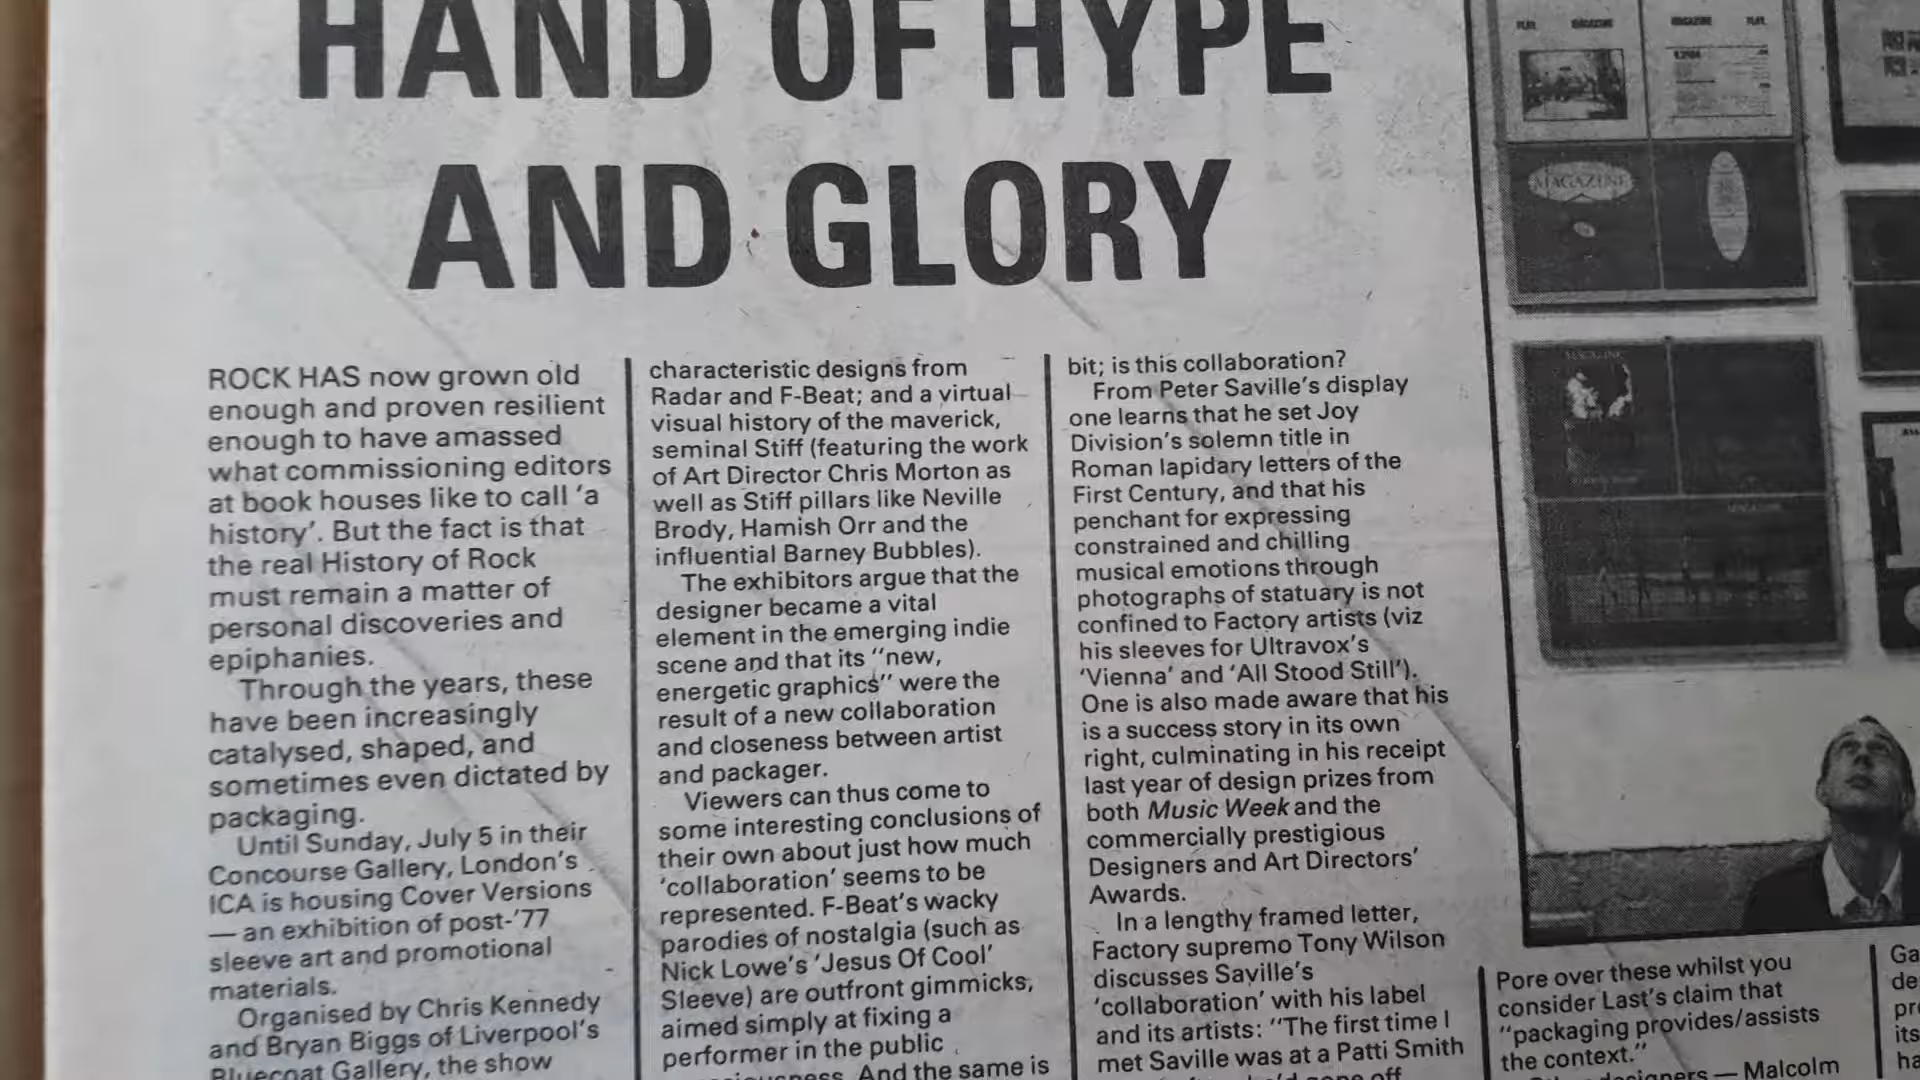 HAND OF HYPE
AND GLORY
ROCK HAS now grown old
enough and proven resilient
enough to have amassed
what commissioning editors
at book houses like to call ‘a
history’. But the fact is that
the real History of Rock
must remain a matter of
personal discoveries and
epiphanies.
Through the years, these
have been increasingly
catalysed, shaped, and
sometimes even dictated by
packaging.
Until Sunday, July 5 in their
Concourse Gallery, London’s
ICA is housing Cover Versions
— an exhibition of post-’77
sleeve art and promotional
materials.
Organised by Chris Kennedy
and Bryan Biggs of Liverpool’s
Bluecoat Gallery, the show
characteristic designs from
Radar and F-Beat; and a virtual
visual history of the maverick,
seminal Stiff (featuring the work
of Art Director Chris Morton as
well as Stiff pillars like Neville
Brody, Hamish Orr and the
influential Barney Bubbles).
The exhibitors argue that the
designer became a vital
element in the emerging indie
scene and that its “new,
energetic graphics” were the
result of a new collaboration
and closeness between artist
and packager.
Viewers can thus come to
some interesting conclusions of
their own about just how much
‘collaboration’ seems to be
represented. F-Beat’s wacky
parodies of nostalgia (such as
Nick Lowe’s ‘Jesus Of Cool’
Sleeve) are outfront gimmicks,
aimed simply at fixing a
performer in the public
And the same is
bit; is this collaboration?
From Peter Saville’s display
one learns that he set Joy
Division’s solemn title in
Roman lapidary letters of the
First Century, and that his
penchant for expressing
constrained and chilling
musical emotions through
photographs of statuary is not
confined to Factory artists (viz
his sleeves for Ultravox’s
‘Vienna’ and ‘All Stood Still’).
One is also made aware that his
is a success story in its own
right, culminating in his receipt
last year of design prizes from
both Music Week and the
commercially prestigious
Designers and Art Directors’
Awards.
In a lengthy framed letter,
Factory supremo Tony Wilson
discusses Saville’s
‘collaboration’ with his label
and its artists: “The first time I
met Saville was at a Patti Smith
off
PLAY MAGAZINE
MAGAZINE PLAY
MAGAZINE
MAGAZINE
MAGAZINE
Pore over these whilst you
consider Last’s claim that
“packaging provides/assists
the context.”
designers — Malcolm
Ga
de
pr
its
ha